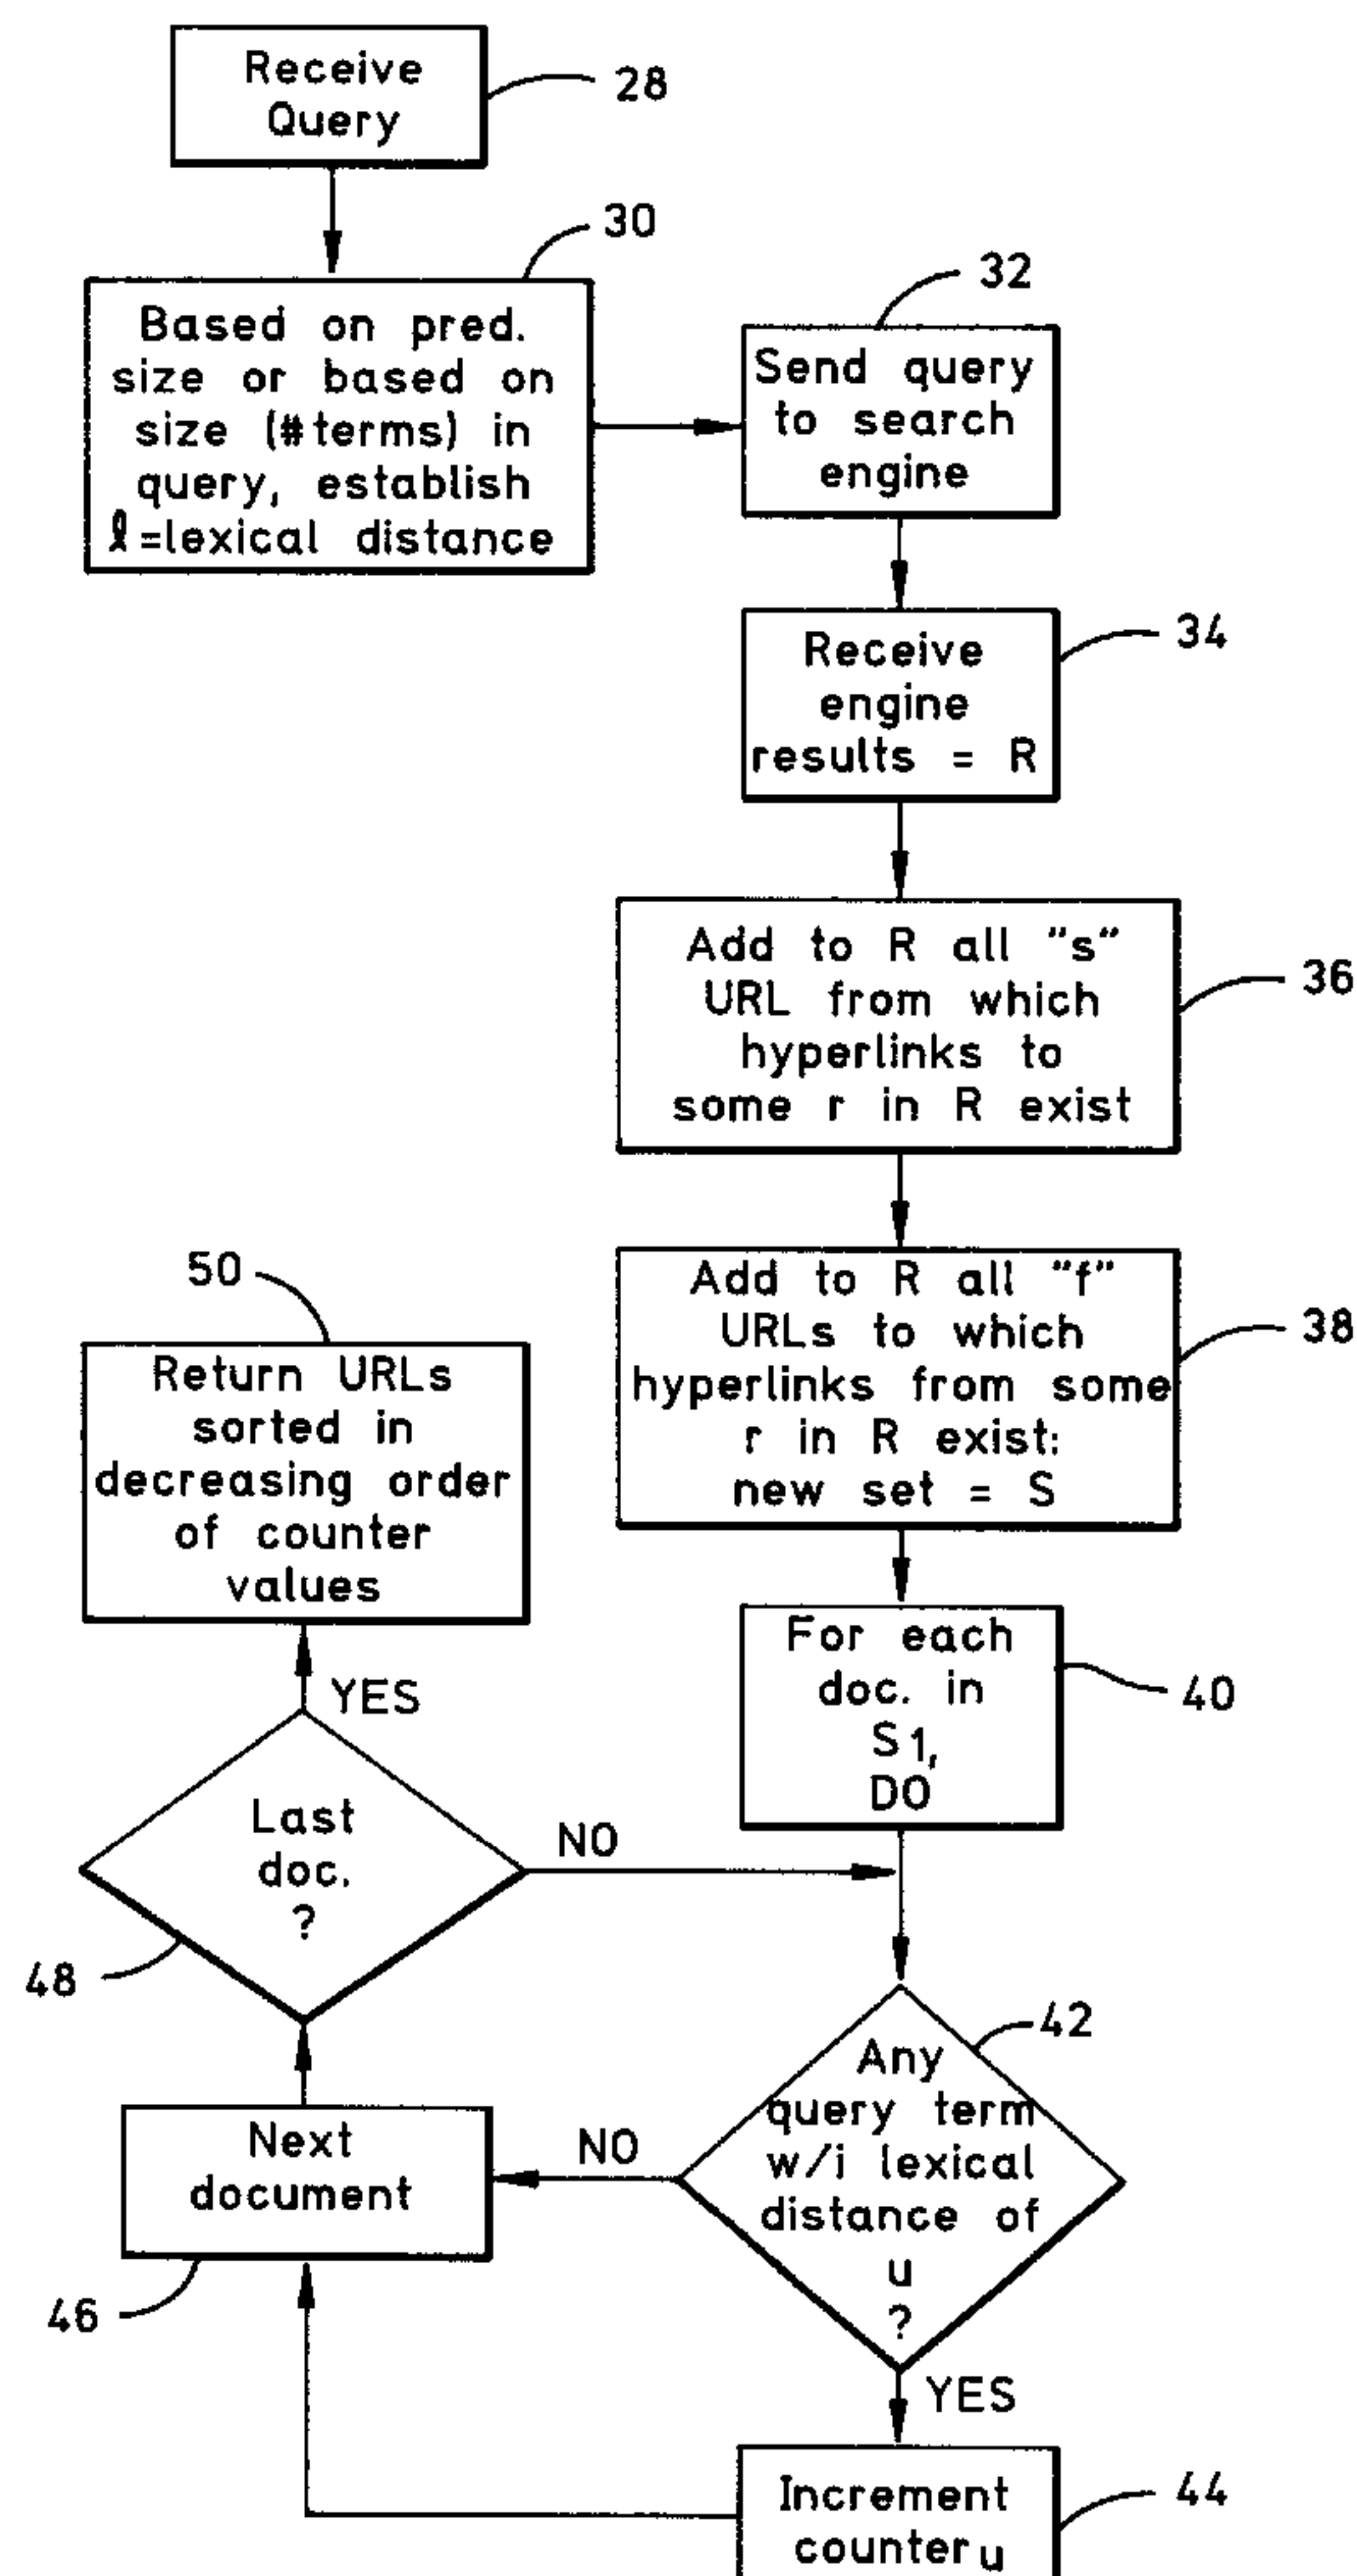 Receive
Query
28
30
Based on pred.
size or based on
size (#terms) in
query, establish
ℓ=lexical distance
32
Send query
to search
engine
34
Receive
engine
results = R
36
Add to R all "s"
URL from which
hyperlinks to
some r in R exist
38
Add to R all "f"
URLs to which
hyperlinks from some
r in R exist:
new set = S
50
Return URLs
sorted in
decreasing order
of counter
values
YES
40
For each
doc. in
S1,
DO
Last
doc.
?
NO
48
42
Any
query term
w/i lexical
distance of
u
?
NO
Next
document
46
YES
44
Increment
counter u